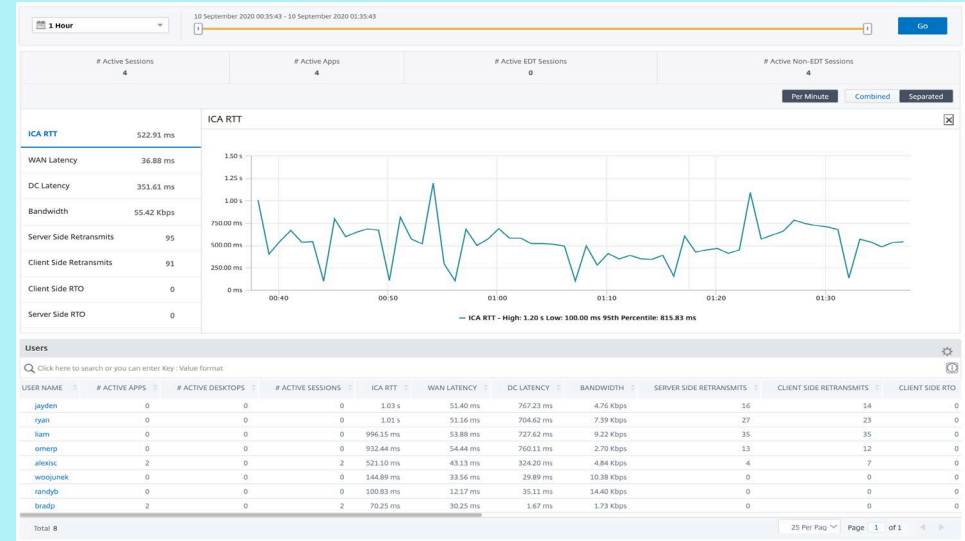 1 Hour
10 September 2020 00:35:43 - 10 September 2020 01:35:43
Go
# Active Sessions
4
# Active Apps
4
# Active EDT Sessions
0
# Active Non-EDT Sessions
4
Per Minute Combined Separated
ICA RTT 522.91 ms
WAN Latency 36.88 ms
DC Latency 351.61 ms
Bandwidth 55.42 Kbps
Server Side Retransmits 95
Client Side Retransmits 91
Client Side RTO 0
Server Side RTO 0
ICA RTT
1.50 s
1.25 s
1.00 s
750.00 ms
500.00 ms
250.00 ms
0 ms
00:40 00:50 01:00 01:10 01:20 01:30
ICA RTT - High: 1.20 s Low: 100.00 ms 95th Percentile: 815.83 ms
Users
Click here to search or you can enter Key : Value format
USER NAME # ACTIVE APPS # ACTIVE DESKTOPS # ACTIVE SESSIONS ICA RTT WAN LATENCY DC LATENCY BANDWIDTH SERVER SIDE RETRANSMITS CLIENT SIDE RETRANSMITS CLIENT SIDE RTO
jayden 0 0 0 1.03 s 51.40 ms 767.23 ms 4.76 Kbps 16 14 0
ryan 0 0 0 1.01 s 51.16 ms 704.62 ms 7.39 Kbps 27 23 0
liam 0 0 0 996.15 ms 53.88 ms 727.62 ms 9.22 Kbps 35 35 0
omerp 0 0 0 932.44 ms 54.44 ms 760.11 ms 2.70 Kbps 13 12 0
alexisc 2 0 2 521.10 ms 43.13 ms 324.20 ms 4.84 Kbps 4 7 0
woojunek 0 0 0 144.89 ms 33.56 ms 29.89 ms 10.38 Kbps 0 0 0
randyb 0 0 0 100.83 ms 12.17 ms 35.11 ms 14.40 Kbps 0 0 0
bradp 2 0 2 70.25 ms 30.25 ms 1.67 ms 1.73 Kbps 0 0 0
Total 8
25 Per Pag Page 1 of 1